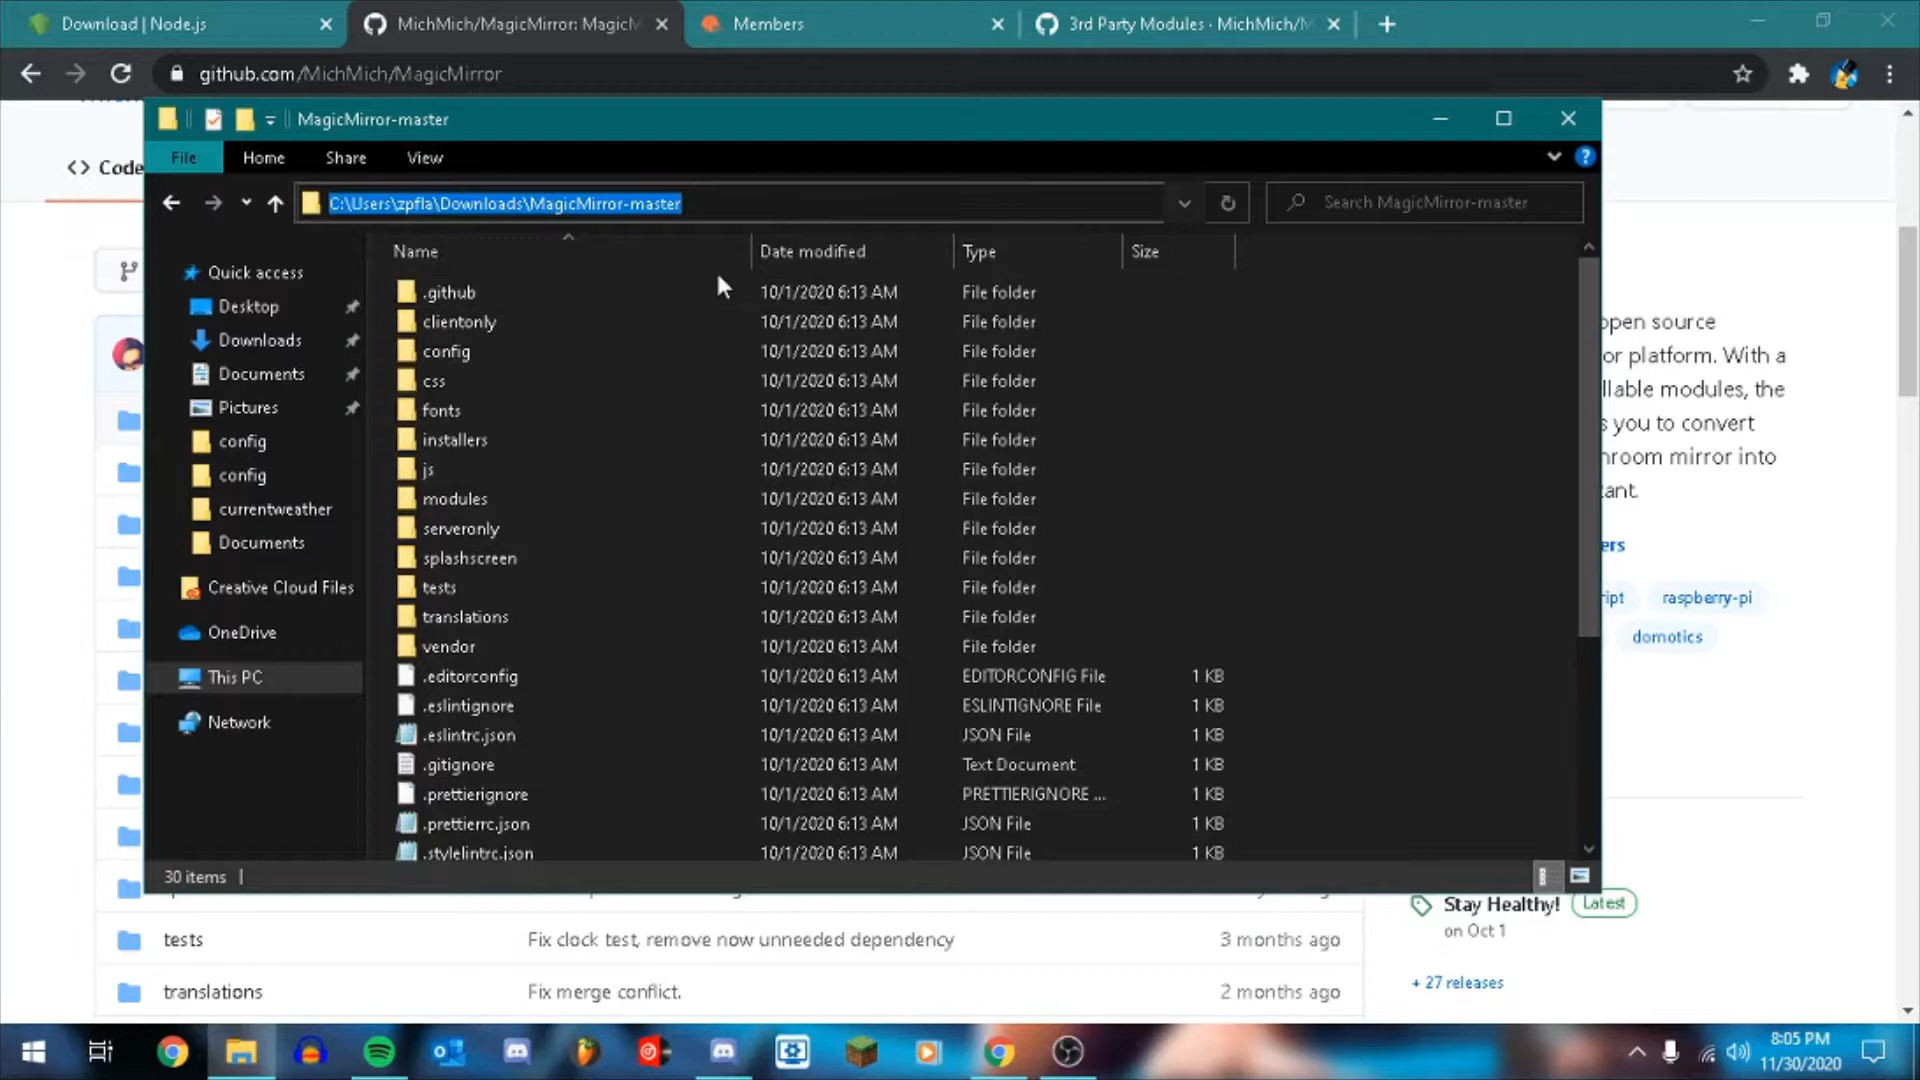 Download | Node.js
MichMich/MagicMirror: MagicM
Members
3rd Party Modules · MichMich/M
github.com/MichMich/MagicMirror
MagicMirror-master
File
Home
Share
View
<> Code
C:\Users\zpfla\Downloads\MagicMirror-master
Search MagicMirror-master
Name
Date modified
Type
Size
Quick access
Desktop
Downloads
Documents
Pictures
config
config
currentweather
Documents
Creative Cloud Files
OneDrive
This PC
Network
.github 10/1/2020 6:13 AM File folder
clientonly 10/1/2020 6:13 AM File folder
config 10/1/2020 6:13 AM File folder
css 10/1/2020 6:13 AM File folder
fonts 10/1/2020 6:13 AM File folder
installers 10/1/2020 6:13 AM File folder
js 10/1/2020 6:13 AM File folder
modules 10/1/2020 6:13 AM File folder
serveronly 10/1/2020 6:13 AM File folder
splashscreen 10/1/2020 6:13 AM File folder
tests 10/1/2020 6:13 AM File folder
translations 10/1/2020 6:13 AM File folder
vendor 10/1/2020 6:13 AM File folder
.editorconfig 10/1/2020 6:13 AM EDITORCONFIG File 1 KB
.eslintignore 10/1/2020 6:13 AM ESLINTIGNORE File 1 KB
.eslintrc.json 10/1/2020 6:13 AM JSON File 1 KB
.gitignore 10/1/2020 6:13 AM Text Document 1 KB
.prettierignore 10/1/2020 6:13 AM PRETTIERIGNORE ... 1 KB
.prettierrc.json 10/1/2020 6:13 AM JSON File 1 KB
.stylelintrc.json 10/1/2020 6:13 AM JSON File 1 KB
30 items
open source
or platform. With a
llable modules, the
s you to convert
hroom mirror into
tant.
ers
ript
raspberry-pi
domotics
Stay Healthy!
Latest
on Oct 1
+ 27 releases
tests Fix clock test, remove now unneeded dependency 3 months ago
translations Fix merge conflict. 2 months ago
8:05 PM
11/30/2020